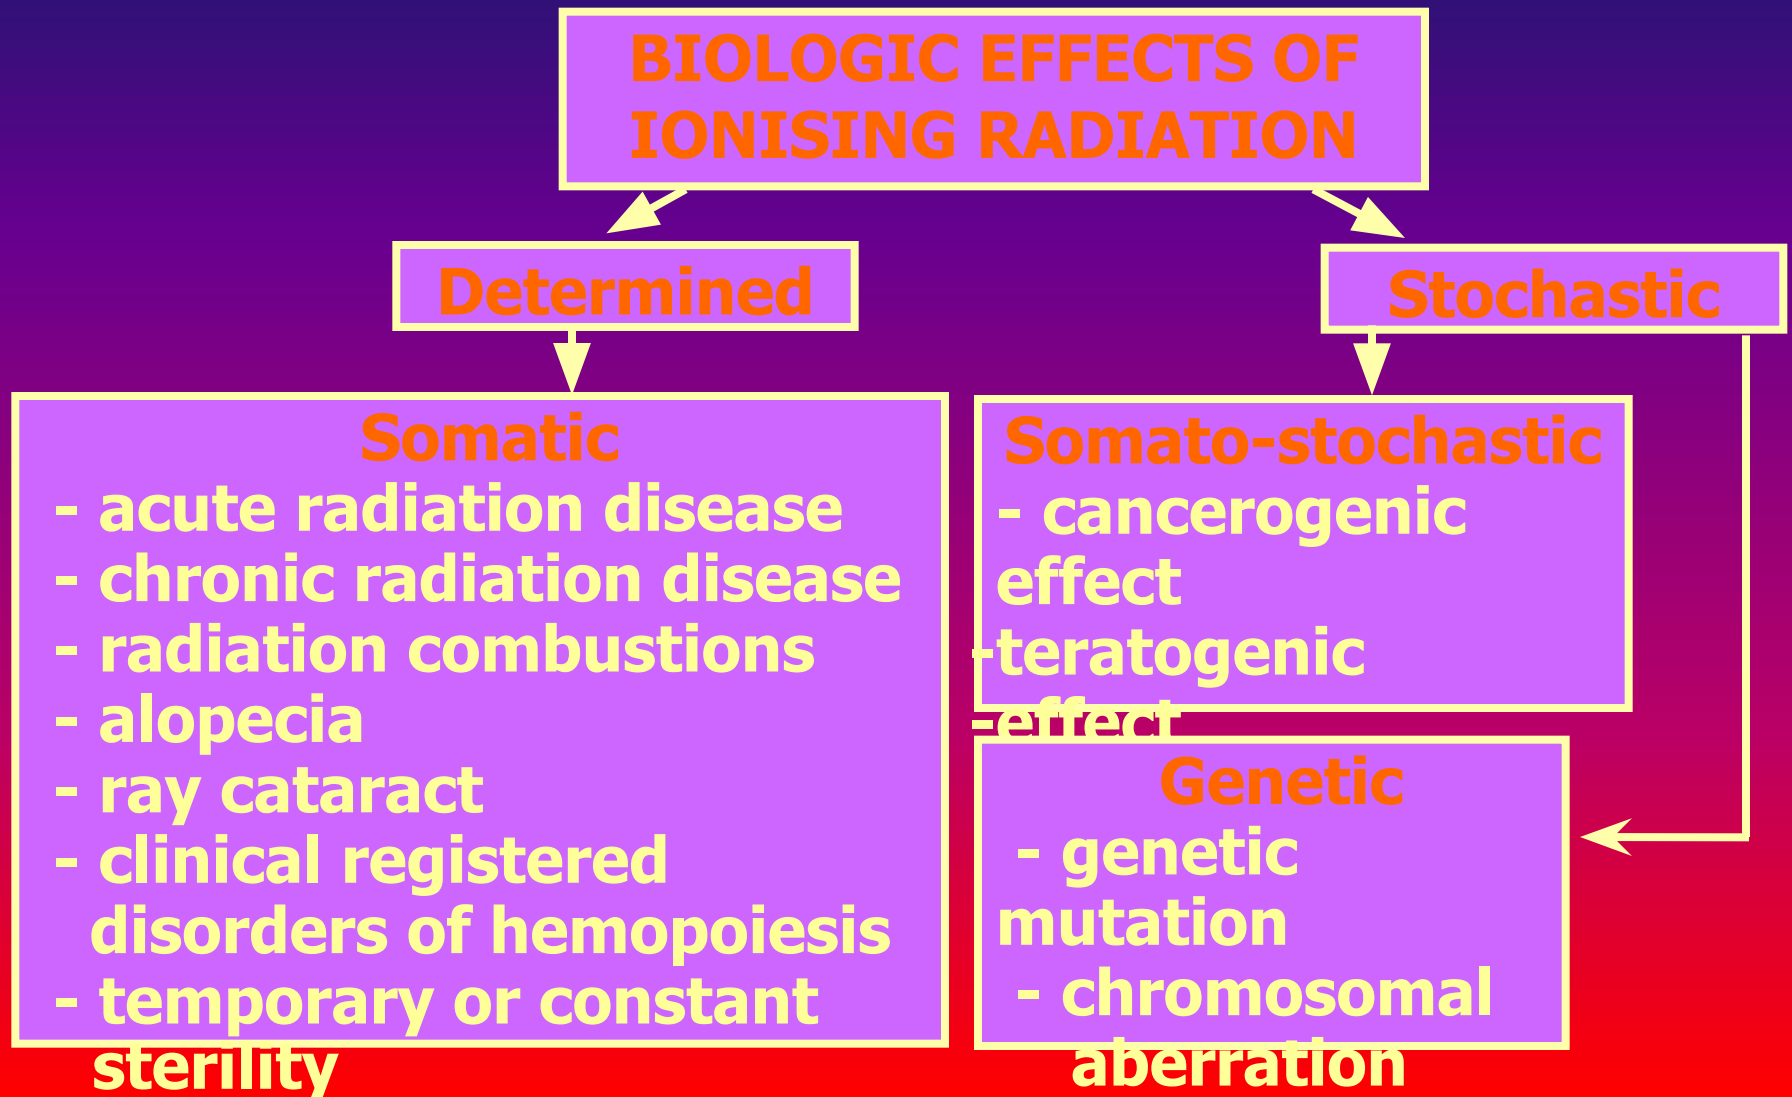 BIOLOGIC EFFECTS OF
IONISING RADIATION
Determined
Stochastic
Somatic
- acute radiation disease
- chronic radiation disease
- radiation combustions
- alopecia
- ray cataract
- clinical registered
disorders of hemopoiesis
- temporary or constant
sterility
Somato-stochastic
- cancerogenic
effect
-teratogenic
-effect
Genetic
- genetic
mutation
- chromosomal
aberration